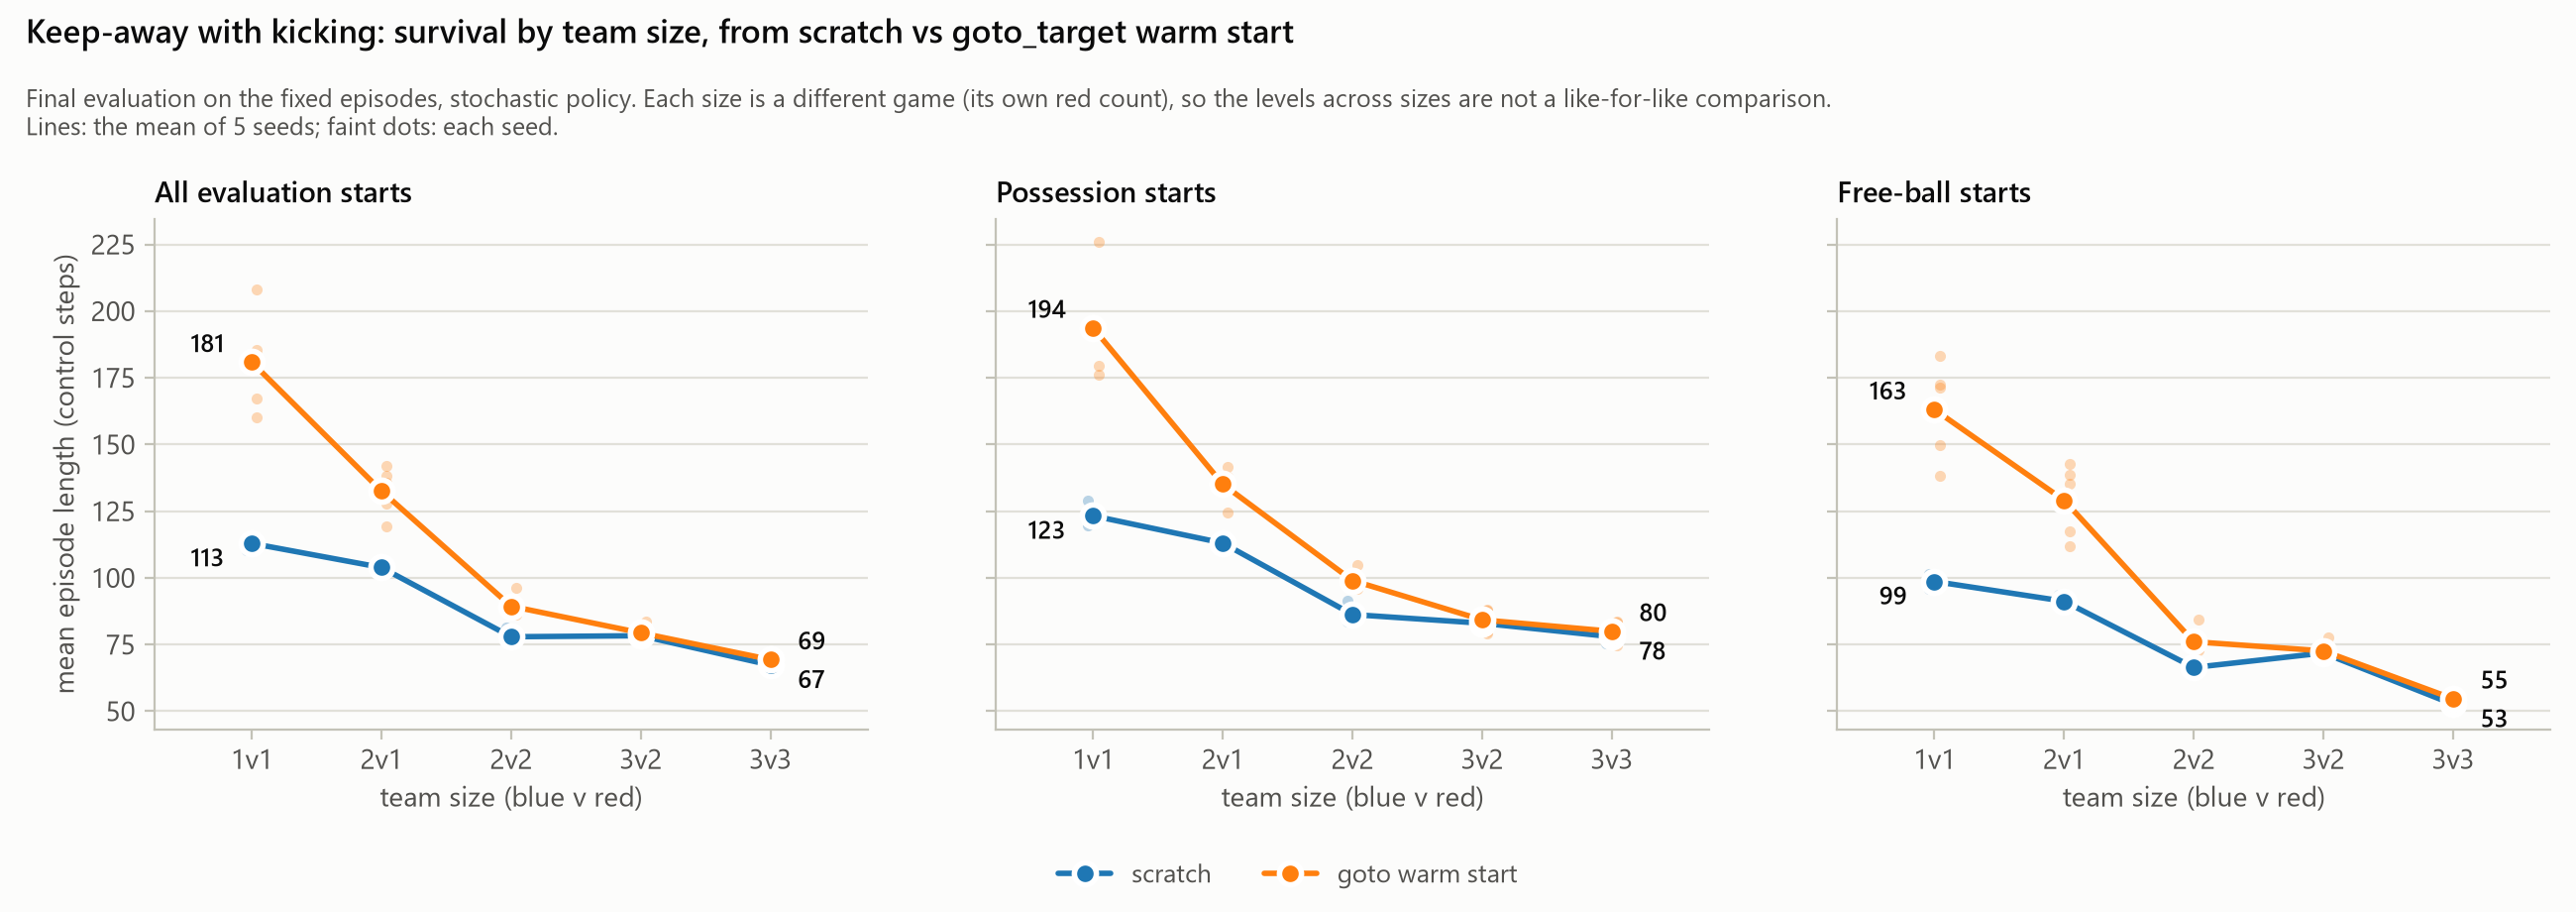 Keep-away with kicking: survival by team size, from scratch vs goto_target warm start
Final evaluation on the fixed episodes, stochastic policy. Each size is a different game (its own red count), so the levels across sizes are not a like-for-like comparison.
Lines: the mean of 5 seeds; faint dots: each seed.
All evaluation starts
mean episode length (control steps)
225
200
175
150
125
100
75
50
181
113
69
67
1v1 2v1 2v2 3v2 3v3
team size (blue v red)
Possession starts
194
123
80
78
1v1 2v1 2v2 3v2 3v3
team size (blue v red)
Free-ball starts
163
99
55
53
1v1 2v1 2v2 3v2 3v3
team size (blue v red)
scratch goto warm start